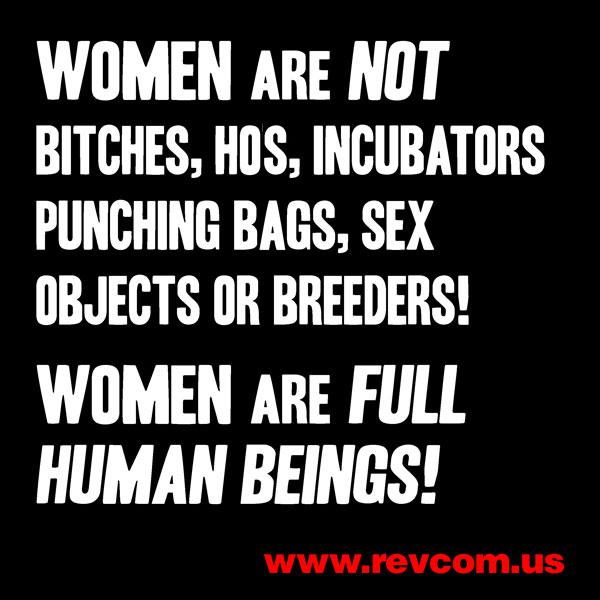 WOMEN ARE NOT
BITCHES, HOS, INCUBATORS
PUNCHING BAGS, SEX
OBJECTS OR BREEDERS!
WOMEN ARE FULL
HUMAN BEINGS!
www.revcom.us